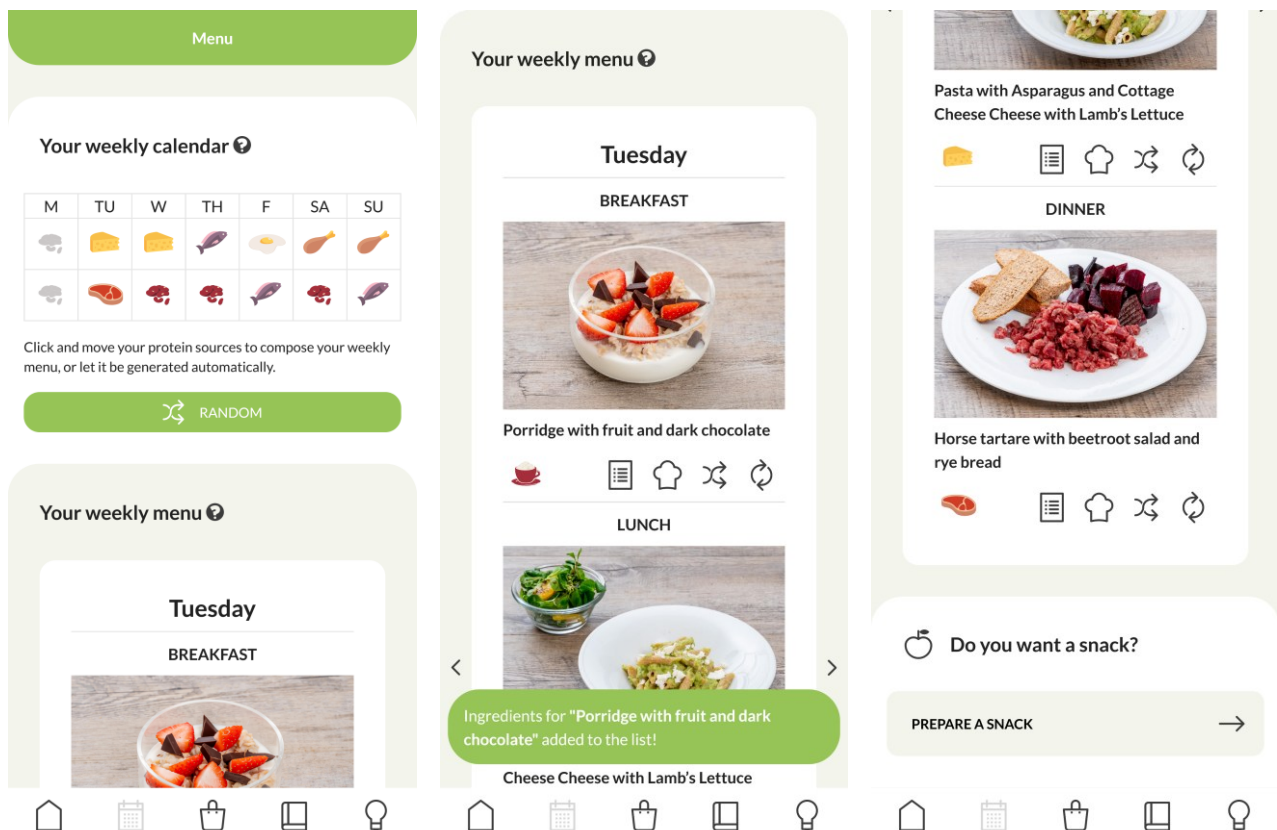 Menu
Your weekly calendar
M TU W TH F SA SU
Click and move your protein sources to compose your weekly
menu, or let it be generated automatically.
RANDOM
Your weekly menu
Tuesday
BREAKFAST
Your weekly menu
Tuesday
BREAKFAST
Porridge with fruit and dark chocolate
LUNCH
Ingredients for "Porridge with fruit and dark
chocolate" added to the list!
Cheese Cheese with Lamb’s Lettuce
Pasta with Asparagus and Cottage
Cheese Cheese with Lamb’s Lettuce
DINNER
Horse tartare with beetroot salad and
rye bread
Do you want a snack?
PREPARE A SNACK